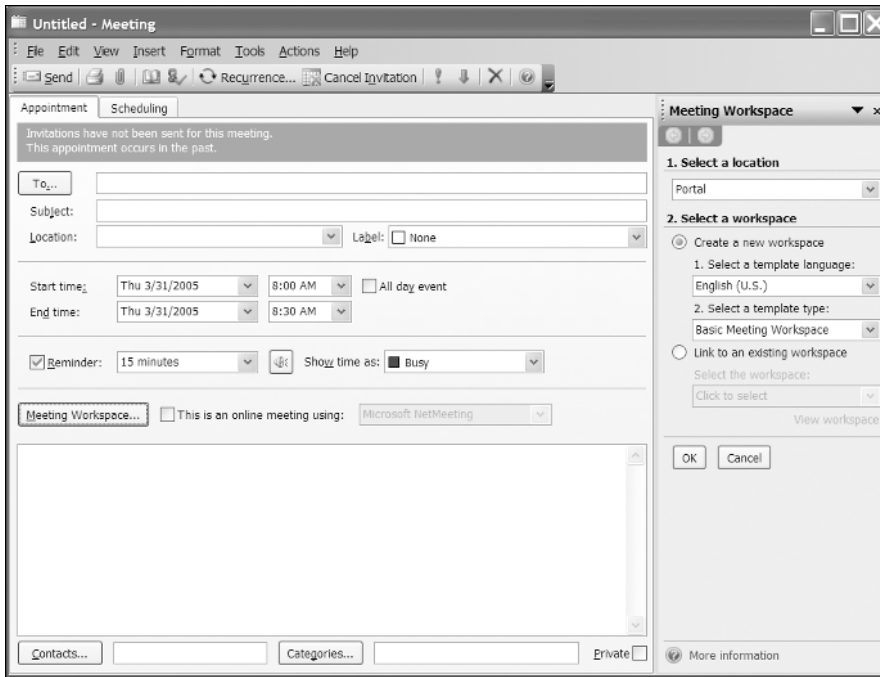 Untitled - Meeting
File Edit View Insert Format Tools Actions Help
Send Recurrence... Cancel Invitation
Appointment Scheduling
Invitations have not been sent for this meeting.
This appointment occurs in the past.
To...
Subject:
Location: Label: None
Start time: Thu 3/31/2005 8:00 AM All day event
End time: Thu 3/31/2005 8:30 AM
Reminder: 15 minutes Show time as: Busy
Meeting Workspace... This is an online meeting using: Microsoft NetMeeting
Contacts... Categories... Private
Meeting Workspace
1. Select a location
Portal
2. Select a workspace
Create a new workspace
1. Select a template language:
English (U.S.)
2. Select a template type:
Basic Meeting Workspace
Link to an existing workspace
Select the workspace:
Click to select
View workspace
OK Cancel
More information